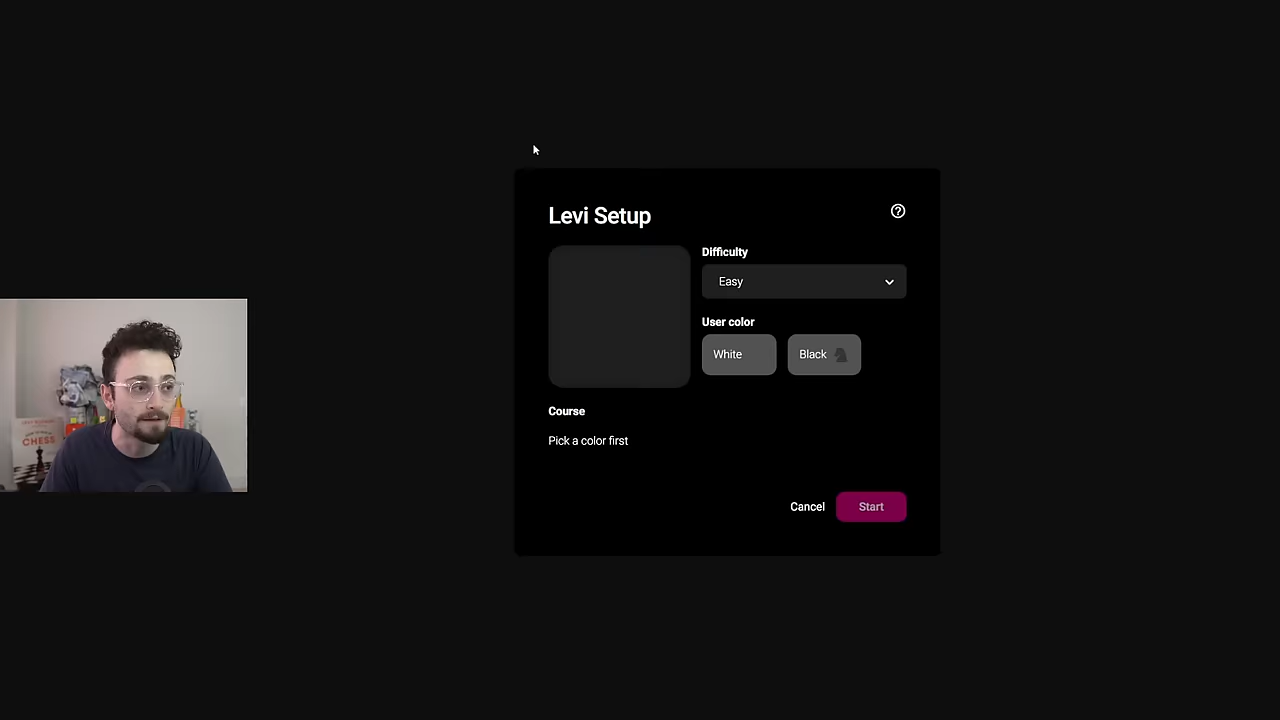 Levi Setup
Difficulty
Easy
User color
White
Black
Course
Pick a color first
Cancel
Start
CHESS